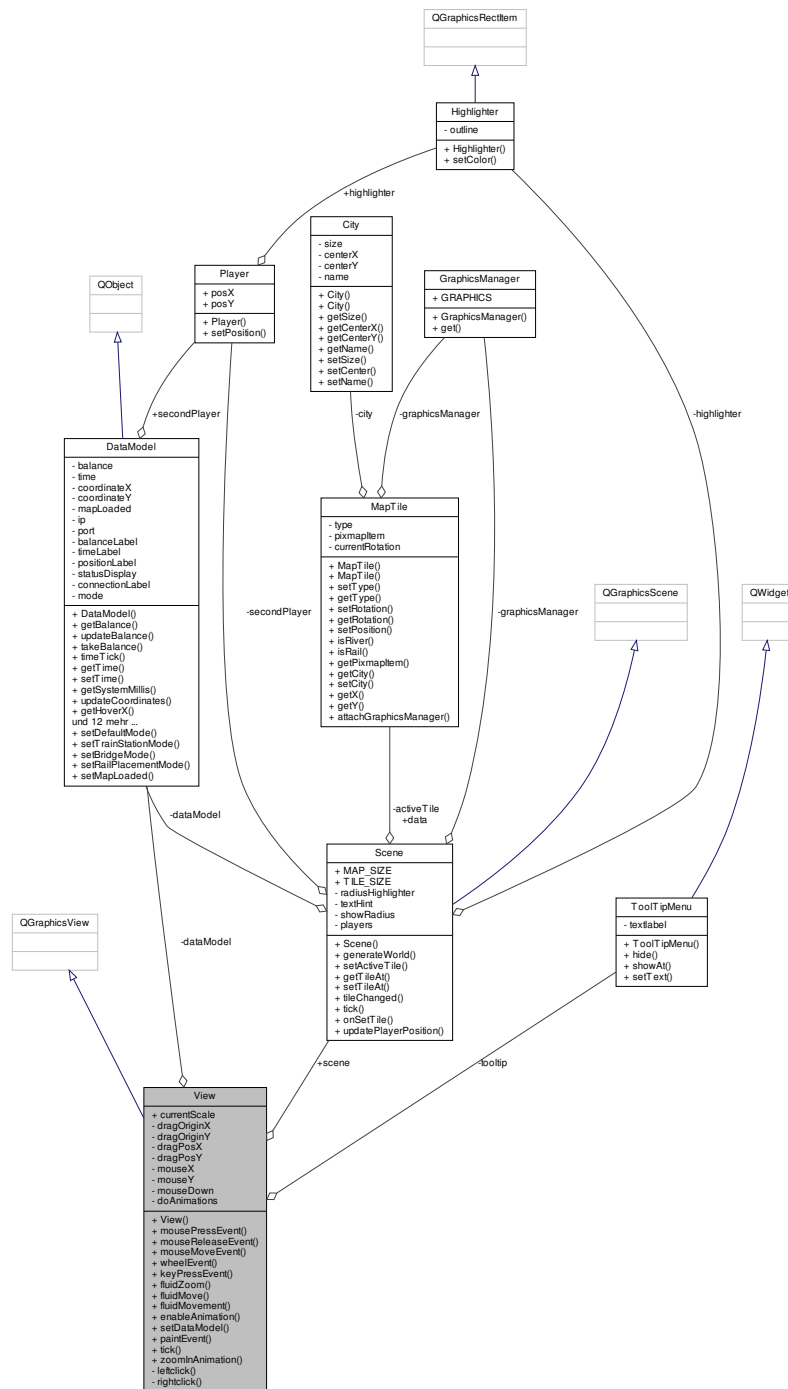 QGraphicsRectItem
Highlighter
- outline
+ Highlighter()
+ setColor()
+highlighter
City
- size
- centerX
- centerY
- name
+ City()
+ City()
+ getSize()
+ getCenterX()
+ getCenterY()
+ getName()
+ setSize()
+ setCenter()
+ setName()
Player
+ posX
+ posY
+ Player()
+ setPosition()
GraphicsManager
+ GRAPHICS
+ GraphicsManager()
+ get()
QObject
+secondPlayer
-city
-graphicsManager
-highlighter
DataModel
- balance
- time
- coordinateX
- coordinateY
- mapLoaded
- ip
- port
- balanceLabel
- timeLabel
- positionLabel
- statusDisplay
- connectionLabel
- mode
+ DataModel()
+ getBalance()
+ updateBalance()
+ takeBalance()
+ timeTick()
+ getTime()
+ setTime()
+ getSystemMillis()
+ updateCoordinates()
+ getHoverX()
und 12 mehr ...
+ setDefaultMode()
+ setTrainStationMode()
+ setBridgeMode()
+ setRailPlacementMode()
+ setMapLoaded()
MapTile
- type
- pixmapItem
- currentRotation
+ MapTile()
+ MapTile()
+ setType()
+ getType()
+ setRotation()
+ getRotation()
+ setPosition()
+ isRiver()
+ isRail()
+ getPixmapItem()
+ getCity()
+ setCity()
+ getX()
+ getY()
+ attachGraphicsManager()
-secondPlayer
-graphicsManager
QGraphicsScene
QWidget
-dataModel
-activeTile
+data
Scene
+ MAP_SIZE
+ TILE_SIZE
- radiusHighlighter
- textHint
- showRadius
- players
+ Scene()
+ generateWorld()
+ setActiveTile()
+ getTileAt()
+ setTileAt()
+ tileChanged()
+ tick()
+ onSetTile()
+ updatePlayerPosition()
ToolTipMenu
- textlabel
+ ToolTipMenu()
+ hide()
+ showAt()
+ setText()
QGraphicsView
-dataModel
+scene
-tooltip
View
+ currentScale
- dragOriginX
- dragOriginY
- dragPosX
- dragPosY
- mouseX
- mouseY
- mouseDown
- doAnimations
+ View()
+ mousePressEvent()
+ mouseReleaseEvent()
+ mouseMoveEvent()
+ wheelEvent()
+ keyPressEvent()
+ fluidZoom()
+ fluidMove()
+ fluidMovement()
+ enableAnimation()
+ setDataModel()
+ paintEvent()
+ tick()
+ zoomInAnimation()
- leftclick()
- rightclick()